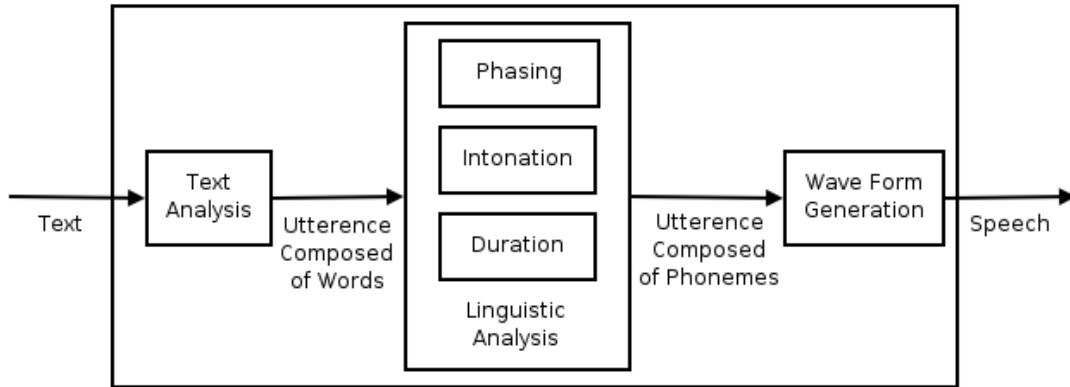 Text
Text
Analysis
Utterence
Composed
of Words
Phasing
Intonation
Duration
Linguistic
Analysis
Utterence
Composed
of Phonemes
Wave Form
Generation
Speech